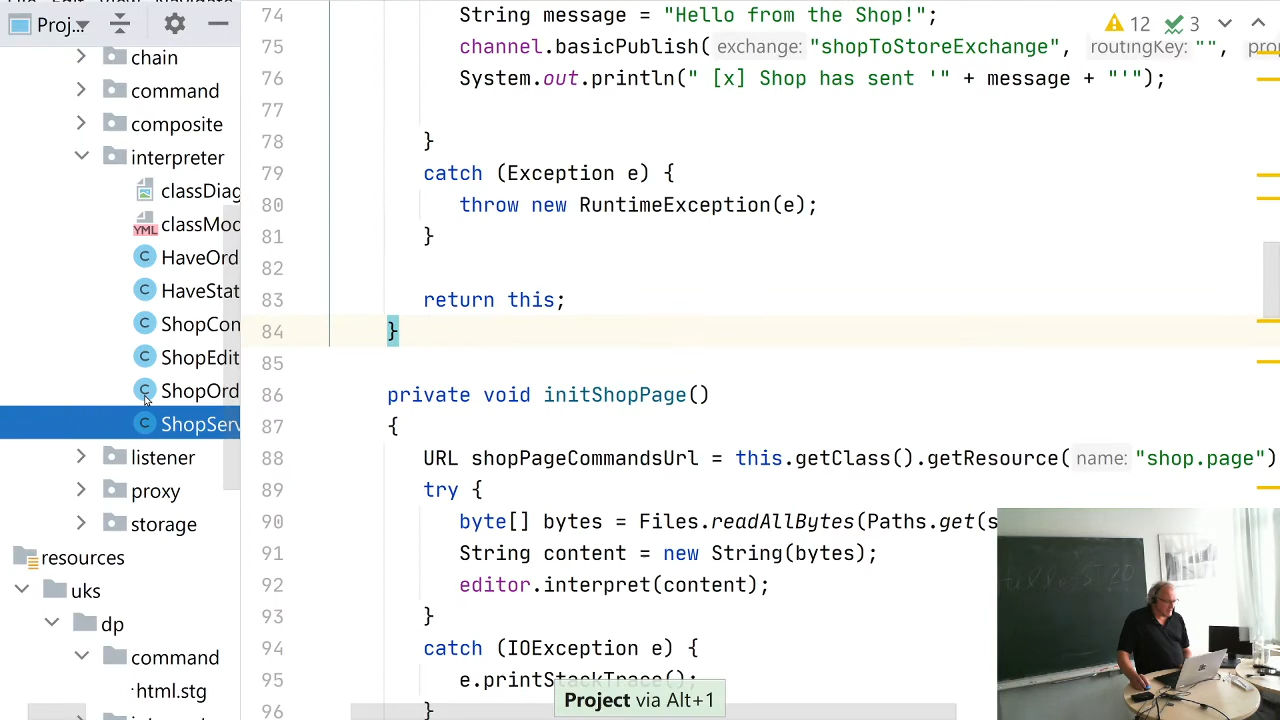 Proj...
chain
command
composite
interpreter
classDiag
YML classMod
C HaveOrd
C HaveStat
C ShopCon
C ShopEdit
C ShopOrd
C ShopServ
listener
proxy
storage
resources
uks
dp
command
html.stg
12 3
74 String message = "Hello from the Shop!";
75 channel.basicPublish( exchange: "shopToStoreExchange", routingKey: "", pro
76 System.out.println(" [x] Shop has sent '" + message + "'");
77
78 }
79 catch (Exception e) {
80 throw new RuntimeException(e);
81 }
82
83 return this;
84 }
85
86 private void initShopPage()
87 {
88 URL shopPageCommandsUrl = this.getClass().getResource( name: "shop.page")
89 try {
90 byte[] bytes = Files.readAllBytes(Paths.get(s
91 String content = new String(bytes);
92 editor.interpret(content);
93 }
94 catch (IOException e) {
95 e.printStackTrace();
96 }
Project via Alt+1